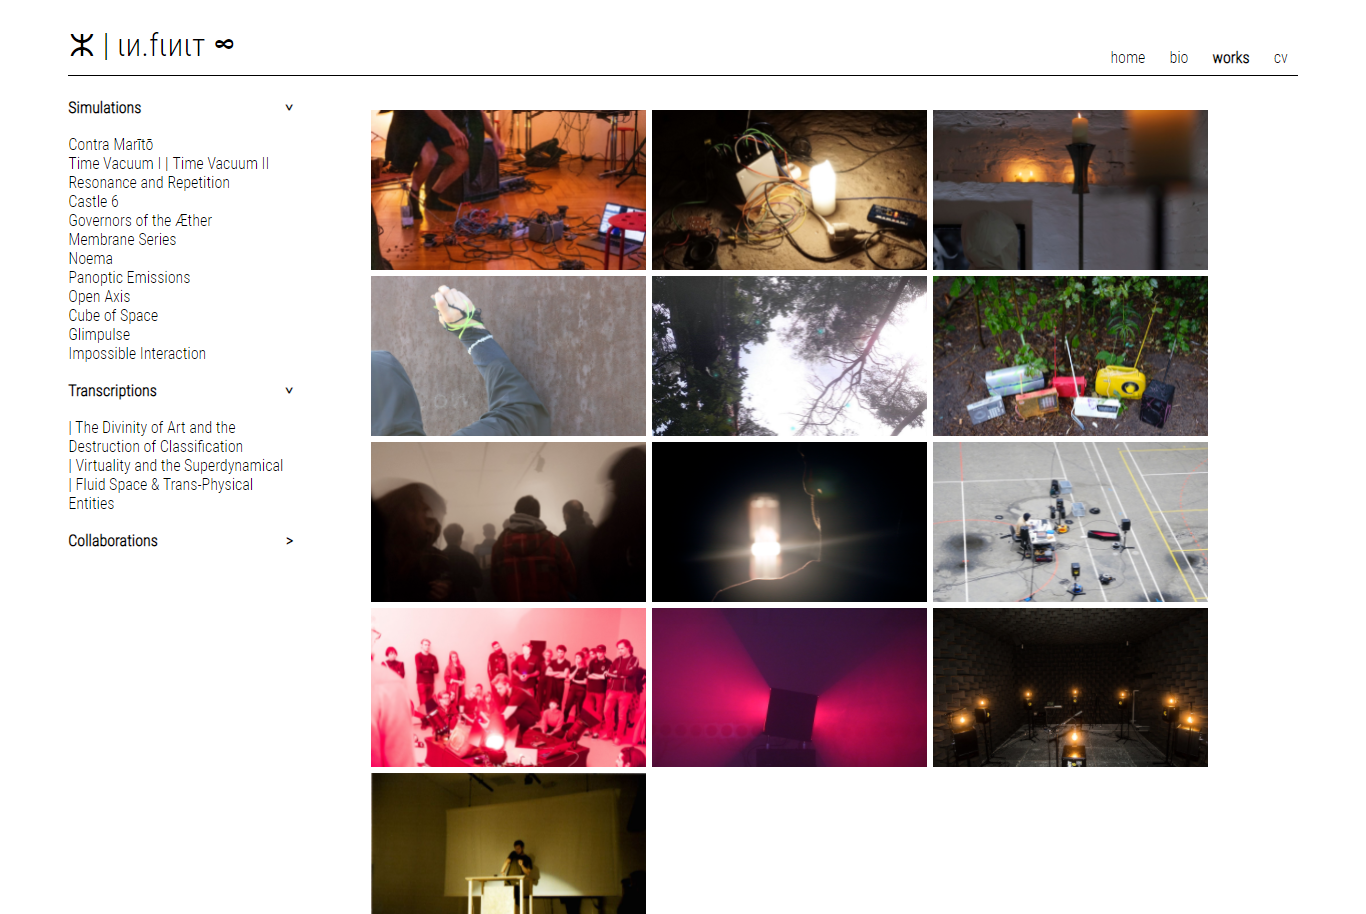 ⵥ | ιи.fιиιτ ∞
home bio works cv
Simulations v
Contra Marītō
Time Vacuum I | Time Vacuum II
Resonance and Repetition
Castle 6
Governors of the Æther
Membrane Series
Noema
Panoptic Emissions
Open Axis
Cube of Space
Glimpulse
Impossible Interaction
Transcriptions v
| The Divinity of Art and the
Destruction of Classification
| Virtuality and the Superdynamical
| Fluid Space & Trans-Physical
Entities
Collaborations >